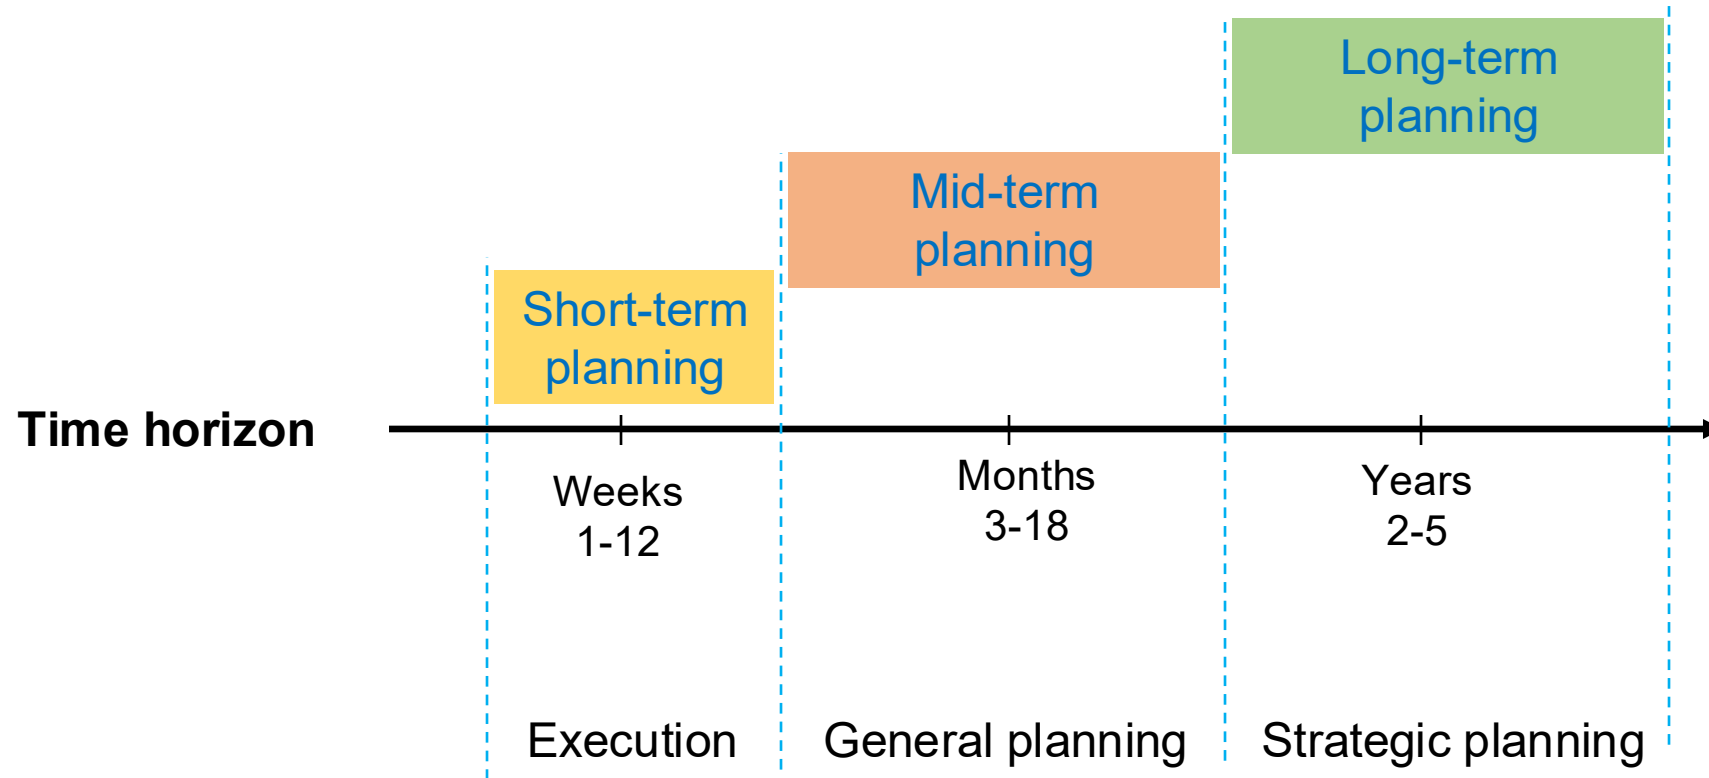 Long-term
planning
Mid-term
planning
Short-term
planning
Time horizon
Weeks
1-12
Months
3-18
Years
2-5
Execution
General planning
Strategic planning